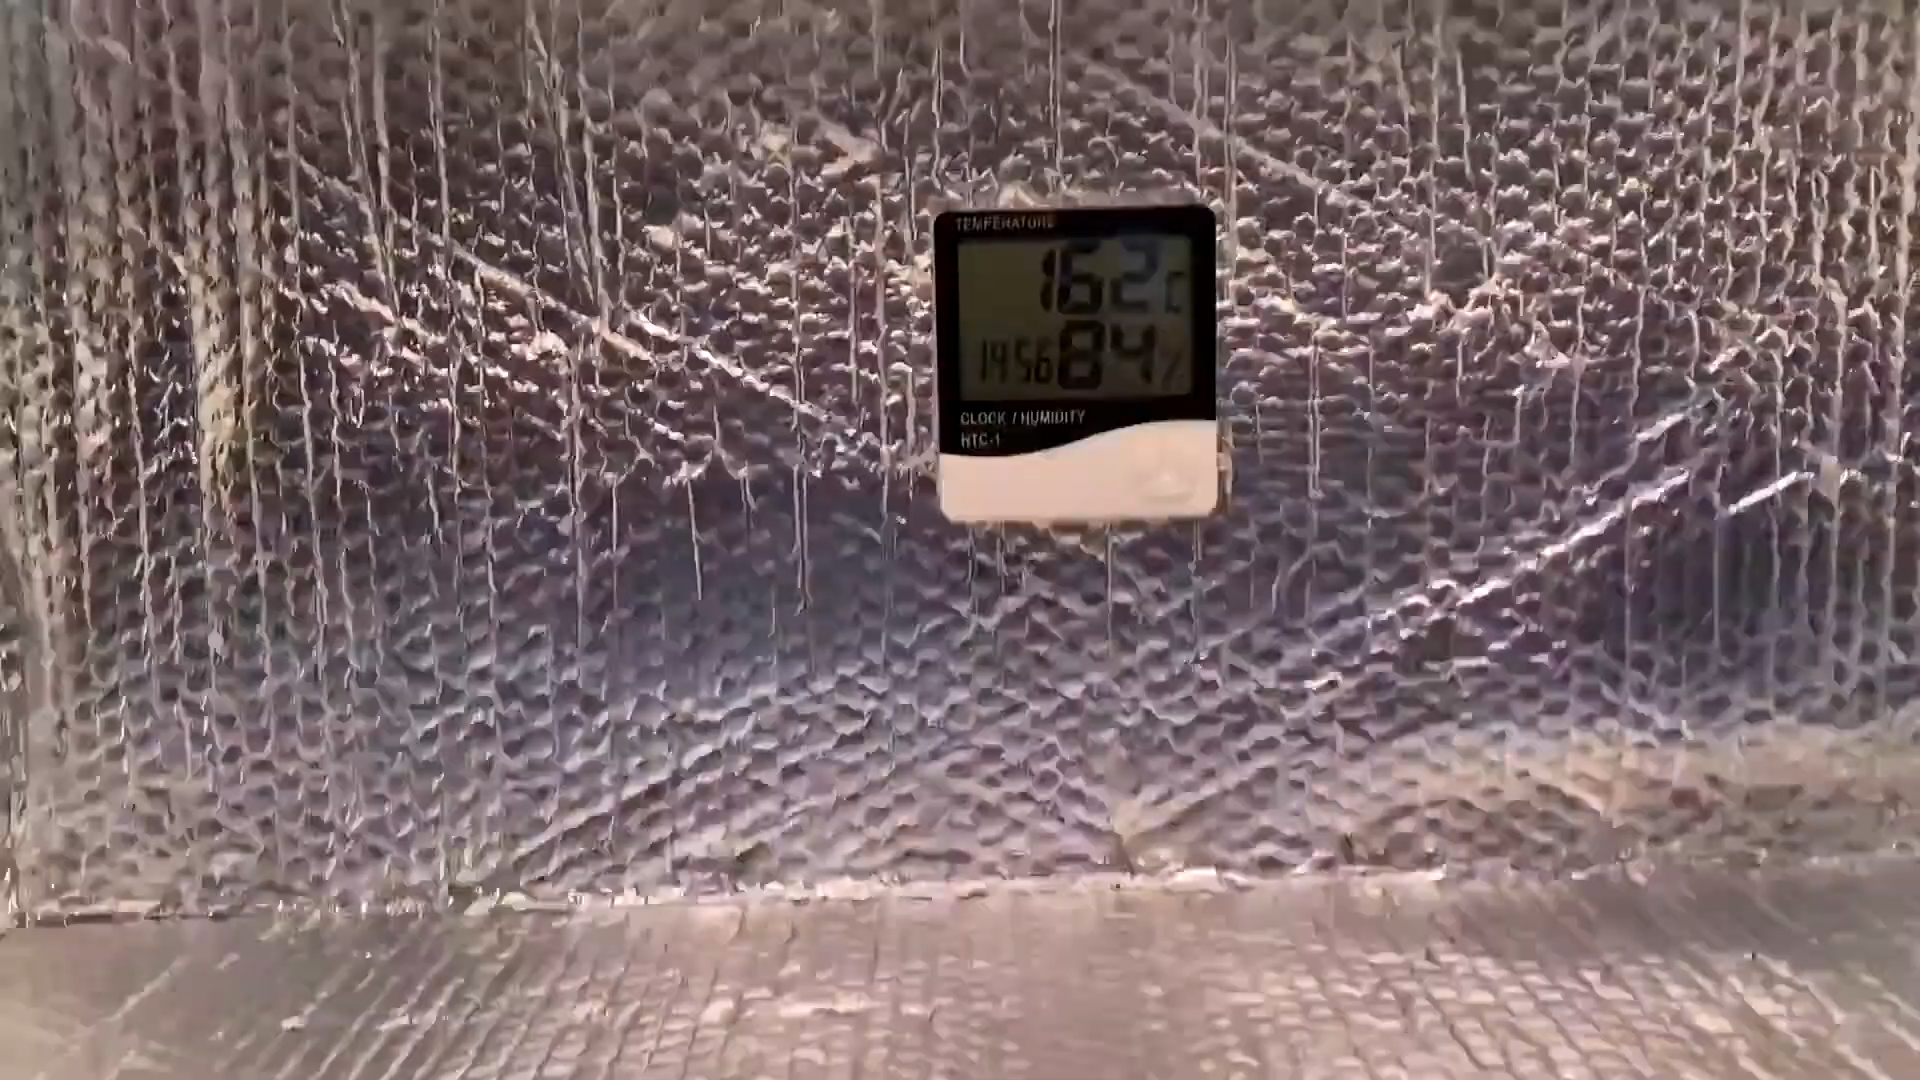 TEMPERATURE
16.2 °C
19:56 84 %
CLOCK / HUMIDITY
HTC-1